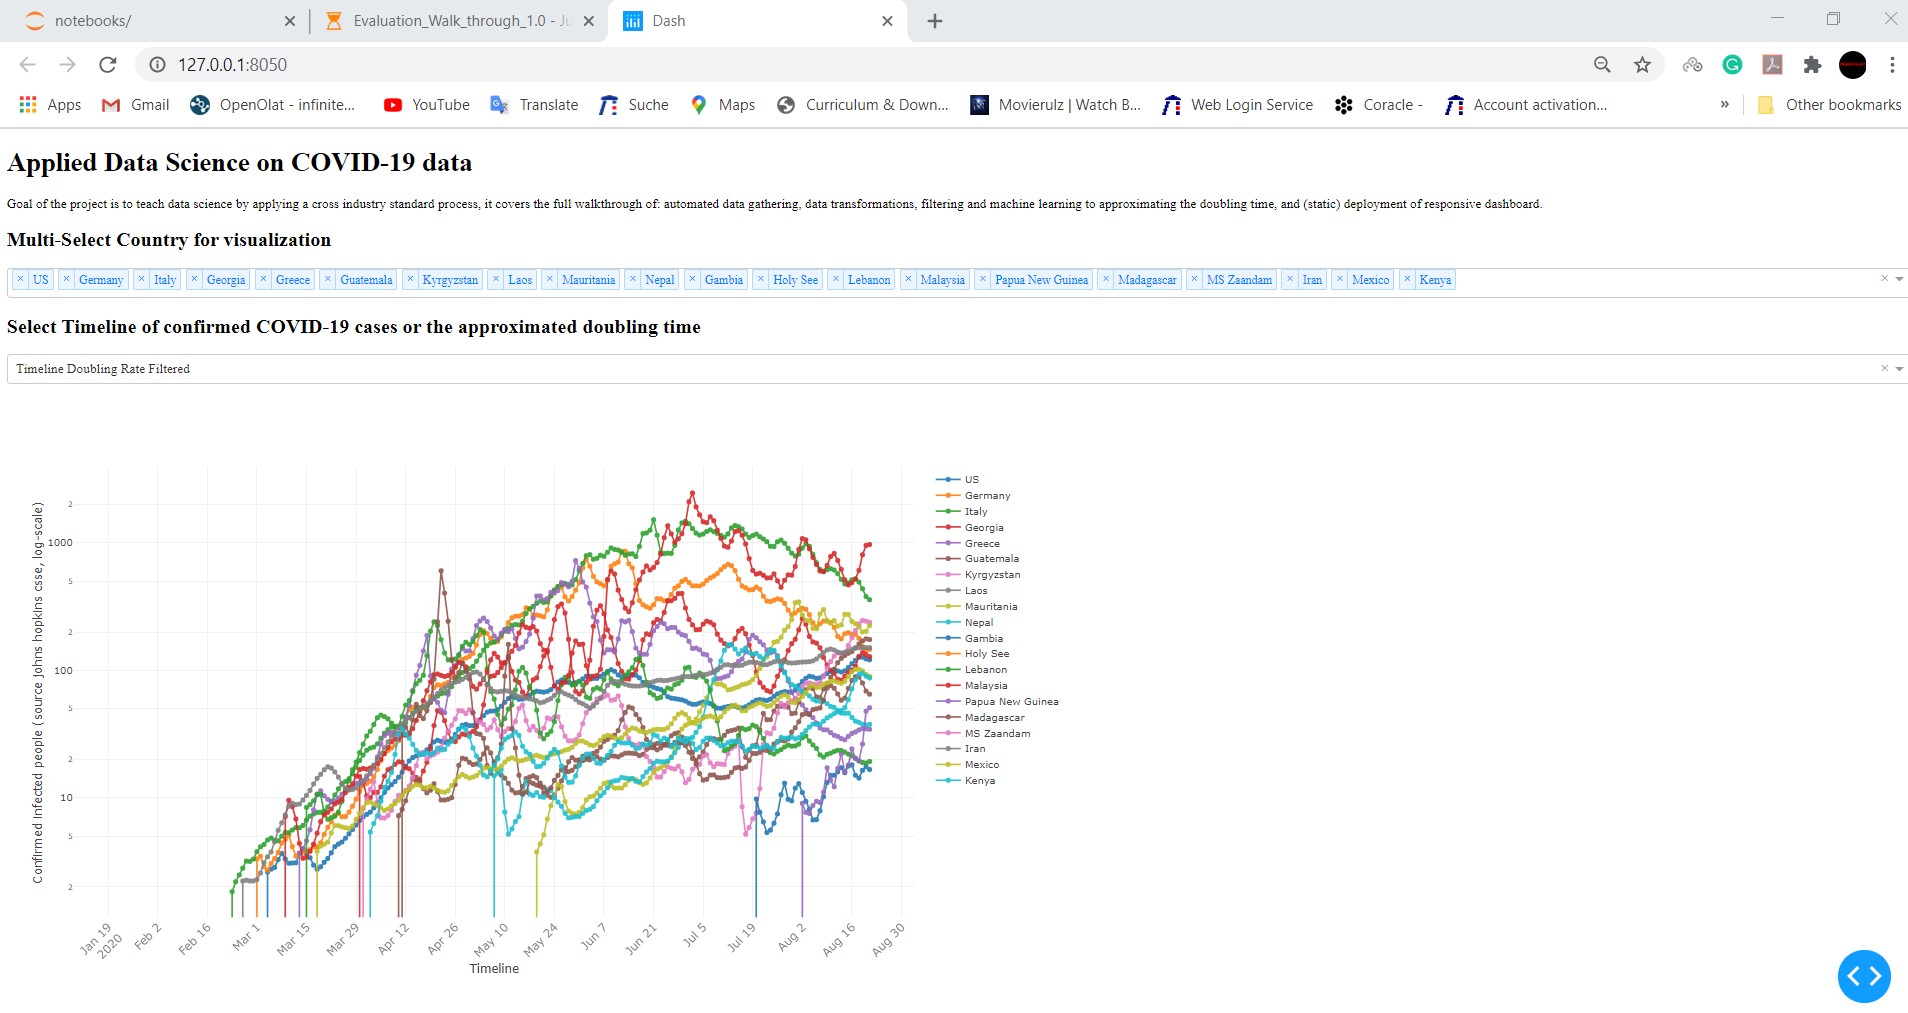 notebooks/
Evaluation_Walk_through_1.0 - Ju
Dash
127.0.0.1:8050
Apps
Gmail
OpenOlat - infinite...
YouTube
Translate
Suche
Maps
Curriculum & Down...
Movierulz | Watch B...
Web Login Service
Coracle -
Account activation...
»
Other bookmarks
Applied Data Science on COVID-19 data
Goal of the project is to teach data science by applying a cross industry standard process, it covers the full walkthrough of: automated data gathering, data transformations, filtering and machine learning to approximating the doubling time, and (static) deployment of responsive dashboard.
Multi-Select Country for visualization
× US × Germany × Italy × Georgia × Greece × Guatemala × Kyrgyzstan × Laos × Mauritania × Nepal × Gambia × Holy See × Lebanon × Malaysia × Papua New Guinea × Madagascar × MS Zaandam × Iran × Mexico × Kenya ×
Select Timeline of confirmed COVID-19 cases or the approximated doubling time
Timeline Doubling Rate Filtered ×
Confirmed infected people (source johns hopkins csse, log-scale)
2
1000
5
2
100
5
2
10
5
2
Jan 19
2020
Feb 2
Feb 16
Mar 1
Mar 15
Mar 29
Apr 12
Apr 26
May 10
May 24
Jun 7
Jun 21
Jul 5
Jul 19
Aug 2
Aug 16
Aug 30
Timeline
US
Germany
Italy
Georgia
Greece
Guatemala
Kyrgyzstan
Laos
Mauritania
Nepal
Gambia
Holy See
Lebanon
Malaysia
Papua New Guinea
Madagascar
MS Zaandam
Iran
Mexico
Kenya